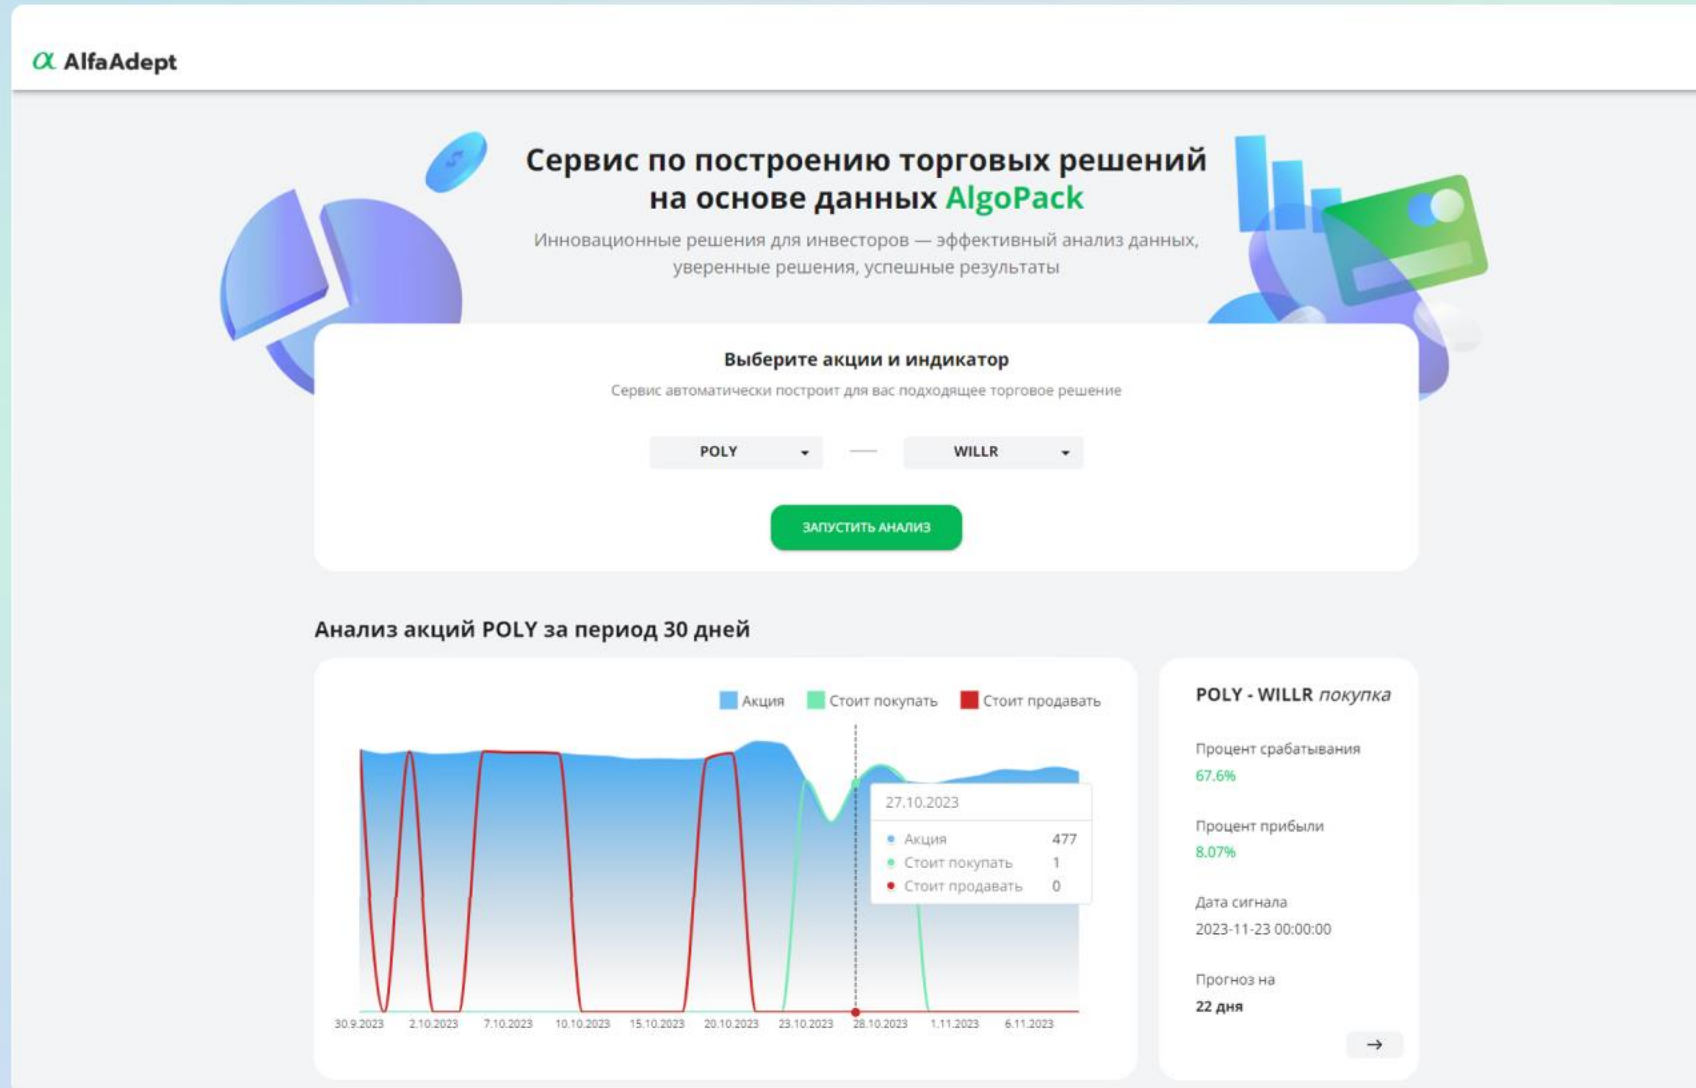 α AlfaAdept
Сервис по построению торговых решений
на основе данных AlgoPack
Инновационные решения для инвесторов — эффективный анализ данных,
уверенные решения, успешные результаты
Выберите акции и индикатор
Сервис автоматически построит для вас подходящее торговое решение
POLY — WILLR
ЗАПУСТИТЬ АНАЛИЗ
Анализ акций POLY за период 30 дней
Акция Стоит покупать Стоит продавать
27.10.2023
Акция 477
Стоит покупать 1
Стоит продавать 0
30.9.2023 2.10.2023 7.10.2023 10.10.2023 15.10.2023 20.10.2023 23.10.2023 28.10.2023 1.11.2023 6.11.2023
POLY - WILLR покупка
Процент срабатывания
67.6%
Процент прибыли
8.07%
Дата сигнала
2023-11-23 00:00:00
Прогноз на
22 дня
→